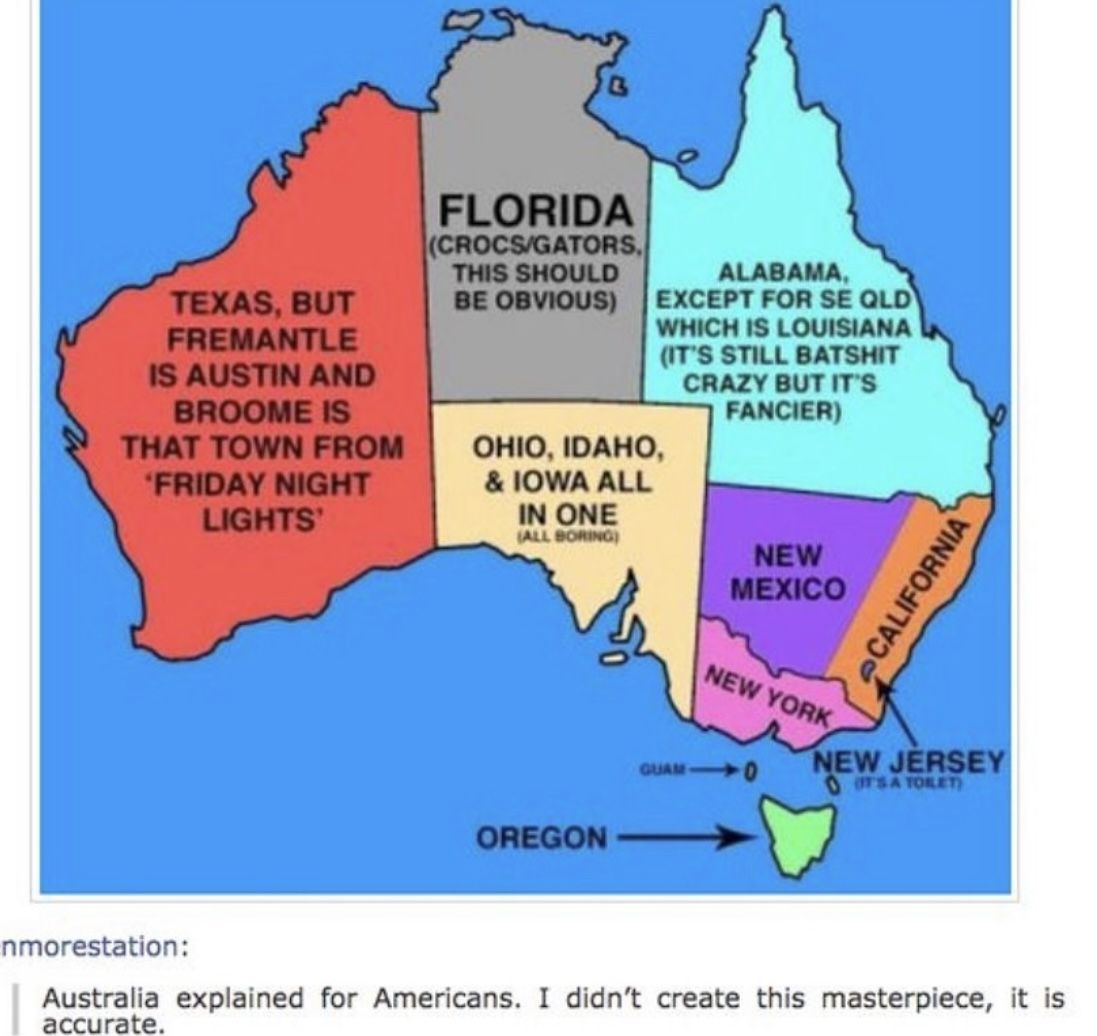 FLORIDA
(CROCS/GATORS,
THIS SHOULD
BE OBVIOUS)
TEXAS, BUT
FREMANTLE
IS AUSTIN AND
BROOME IS
THAT TOWN FROM
'FRIDAY NIGHT
LIGHTS'
ALABAMA,
EXCEPT FOR SE QLD
WHICH IS LOUISIANA
(IT'S STILL BATSHIT
CRAZY BUT IT'S
FANCIER)
OHIO, IDAHO,
& IOWA ALL
IN ONE
(ALL BORING)
NEW
MEXICO
CALIFORNIA
NEW YORK
NEW JERSEY
(IT'S A TOILET)
GUAM
OREGON
nmorestation:
Australia explained for Americans. I didn't create this masterpiece, it is
accurate.